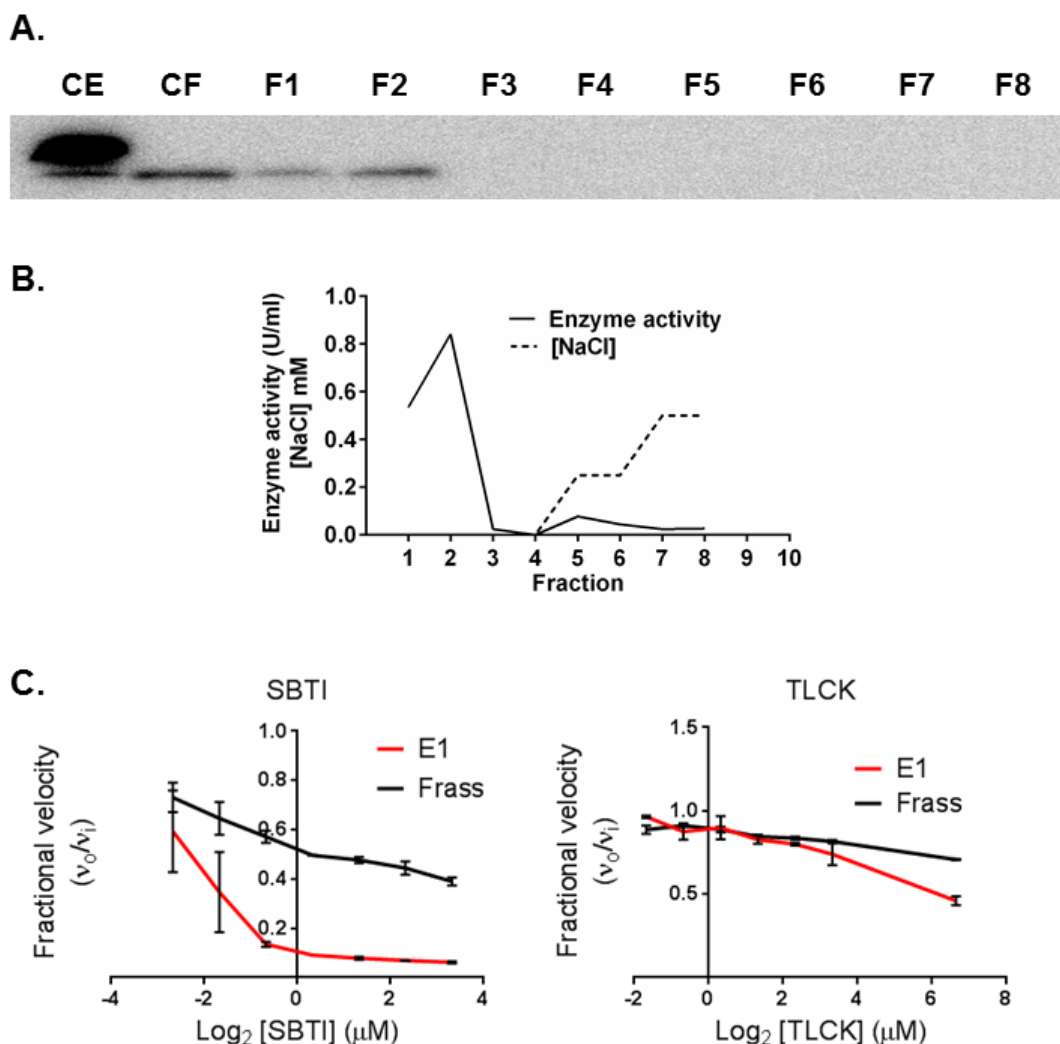 A.
CE CF F1 F2 F3 F4 F5 F6 F7 F8
B.
Enzyme activity (U/ml)
[NaCl] mM
1.0
0.8
0.6
0.4
0.2
0.0
Enzyme activity
[NaCl]
1 2 3 4 5 6 7 8 9 10
Fraction
C.
SBTI
Fractional velocity
(ν0/νi)
1.0
0.8
0.6
0.4
0.2
E1
Frass
-4 -2 0 2 4
Log2 [SBTI] (μM)
TLCK
Fractional velocity
(ν0/νi)
1.5
1.0
0.5
E1
Frass
-2 0 2 4 6 8
Log2 [TLCK] (μM)